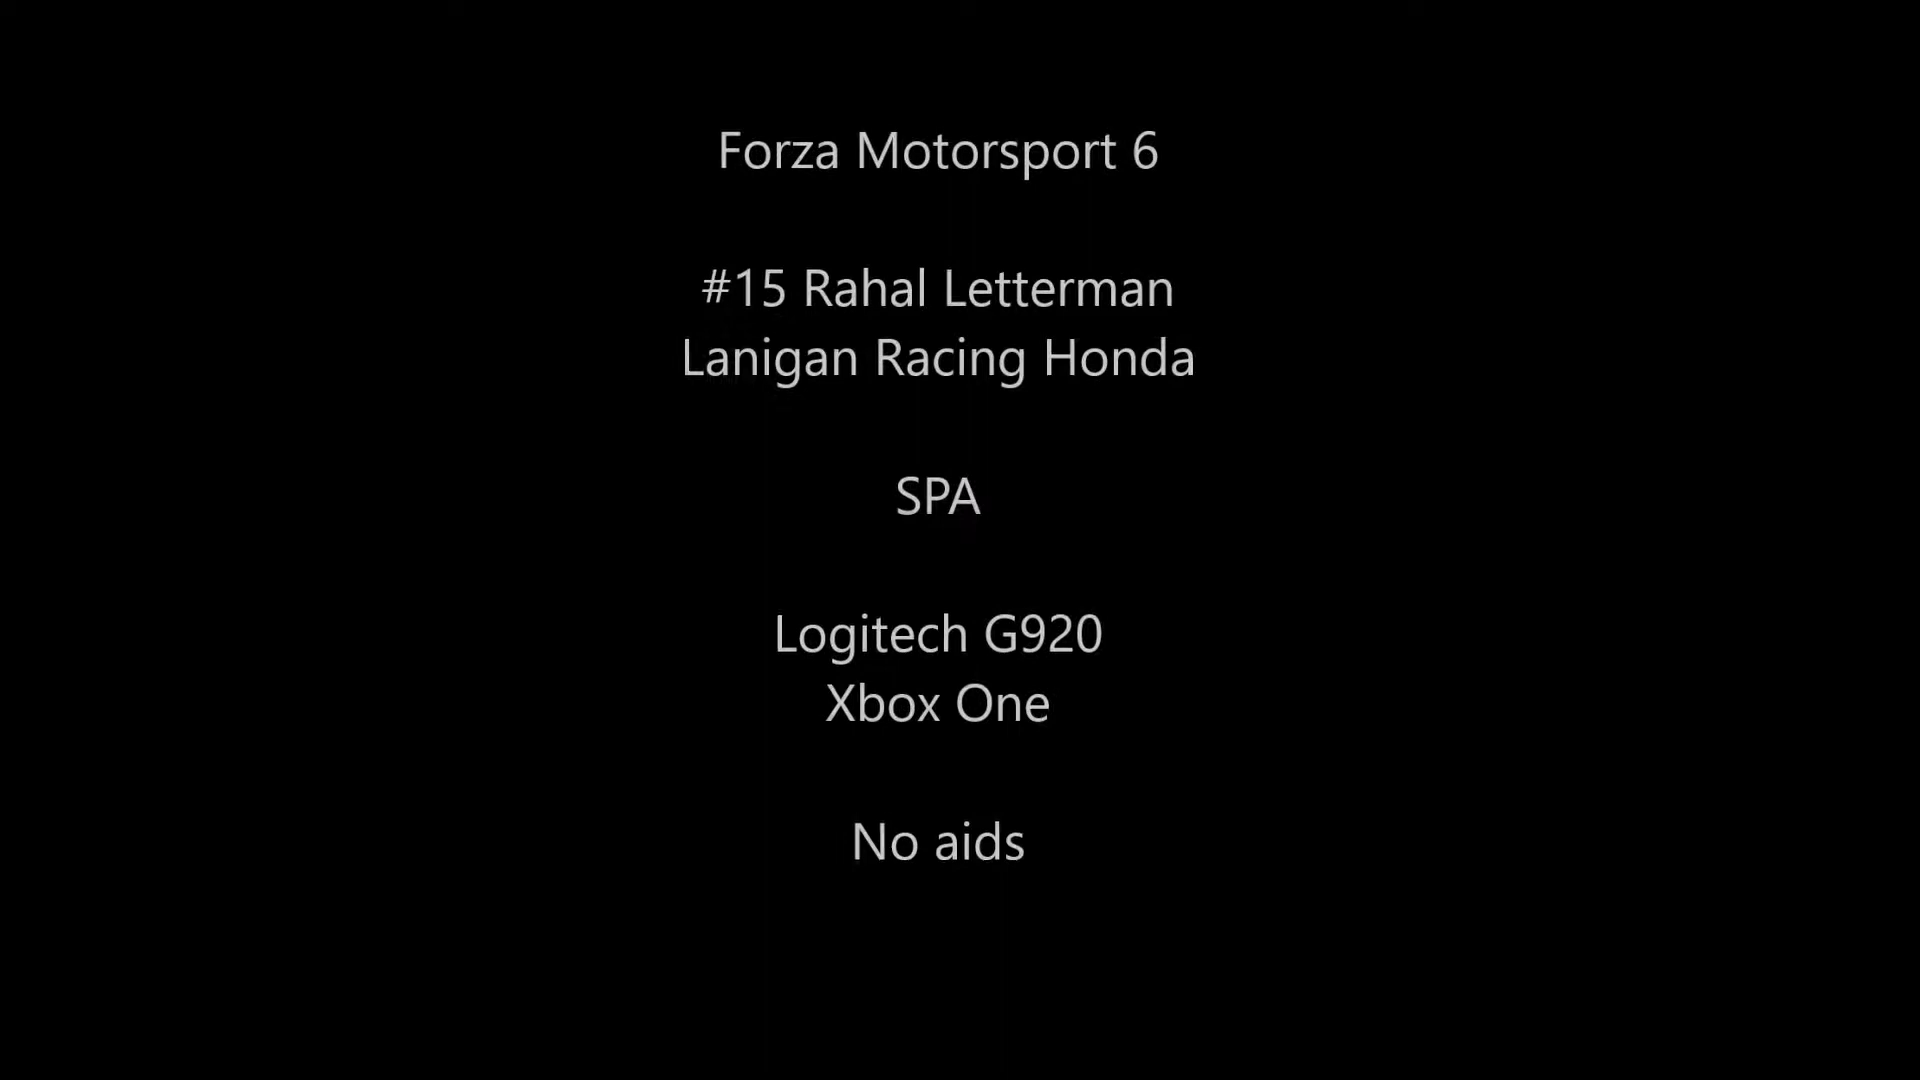 Forza Motorsport 6
#15 Rahal Letterman
Lanigan Racing Honda
SPA
Logitech G920
Xbox One
No aids